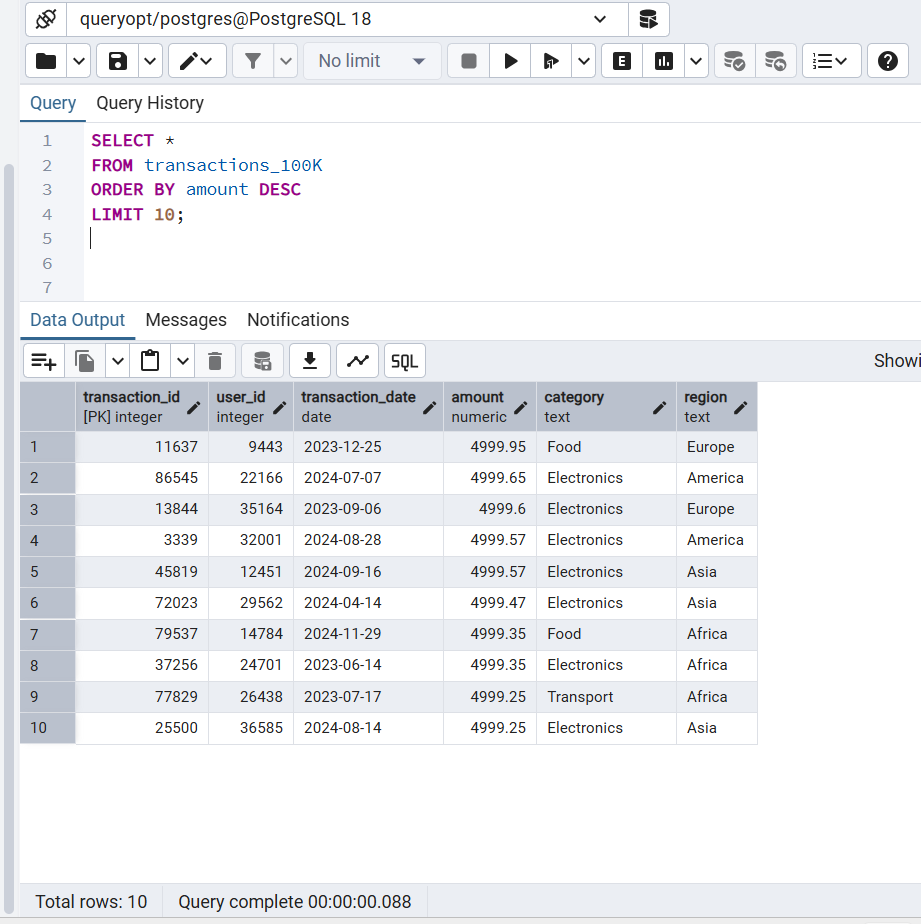 queryopt/postgres@PostgreSQL 18
No limit
E
Query Query History
1 SELECT *
2 FROM transactions_100K
3 ORDER BY amount DESC
4 LIMIT 10;
5
6
7
Data Output Messages Notifications
SQL
Showi
transaction_id user_id transaction_date amount category region
[PK] integer integer date numeric text text
1 11637 9443 2023-12-25 4999.95 Food Europe
2 86545 22166 2024-07-07 4999.65 Electronics America
3 13844 35164 2023-09-06 4999.6 Electronics Europe
4 3339 32001 2024-08-28 4999.57 Electronics America
5 45819 12451 2024-09-16 4999.57 Electronics Asia
6 72023 29562 2024-04-14 4999.47 Electronics Asia
7 79537 14784 2024-11-29 4999.35 Food Africa
8 37256 24701 2023-06-14 4999.35 Electronics Africa
9 77829 26438 2023-07-17 4999.25 Transport Africa
10 25500 36585 2024-08-14 4999.25 Electronics Asia
Total rows: 10 Query complete 00:00:00.088